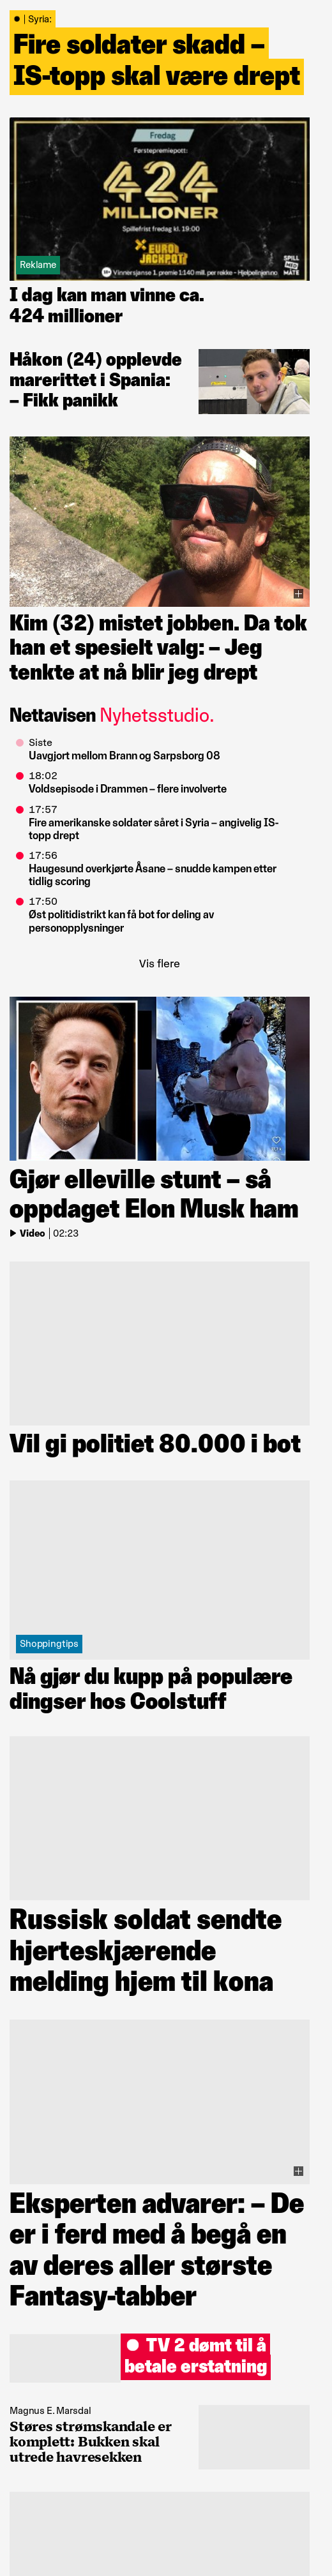 | Syria:
Fire soldater skadd –
IS-topp skal være drept
Fredag
Førstepremiepott:
424
MILLIONER
Spillefrist fredag kl. 19.00
EURO
JACKPOT
SPILL
MED
MÅTE
18+ Vinnersjanse 1. premie 1:140 mill. per rekke – Hjelpelinjen.no
Reklame
I dag kan man vinne ca.
424 millioner
Håkon (24) opplevde
marerittet i Spania:
– Fikk panikk
Kim (32) mistet jobben. Da tok
han et spesielt valg: – Jeg
tenkte at nå blir jeg drept
Nettavisen Nyhetsstudio.
Siste
Uavgjort mellom Brann og Sarpsborg 08
18:02
Voldsepisode i Drammen – flere involverte
17:57
Fire amerikanske soldater såret i Syria – angivelig IS-
topp drept
17:56
Haugesund overkjørte Åsane – snudde kampen etter
tidlig scoring
17:50
Øst politidistrikt kan få bot for deling av
personopplysninger
Vis flere
Gjør elleville stunt – så
oppdaget Elon Musk ham
Video | 02:23
Vil gi politiet 80.000 i bot
Shoppingtips
Nå gjør du kupp på populære
dingser hos Coolstuff
Russisk soldat sendte
hjerteskjærende
melding hjem til kona
Eksperten advarer: – De
er i ferd med å begå en
av deres aller største
Fantasy-tabber
TV 2 dømt til å
betale erstatning
Magnus E. Marsdal
Støres strømskandale er
komplett: Bukken skal
utrede havresekken